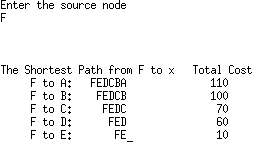 Enter the source node
F
The Shortest Path from F to x Total Cost
F to A: FEDCBA 110
F to B: FEDCB 100
F to C: FEDC 70
F to D: FED 60
F to E: FE_ 10